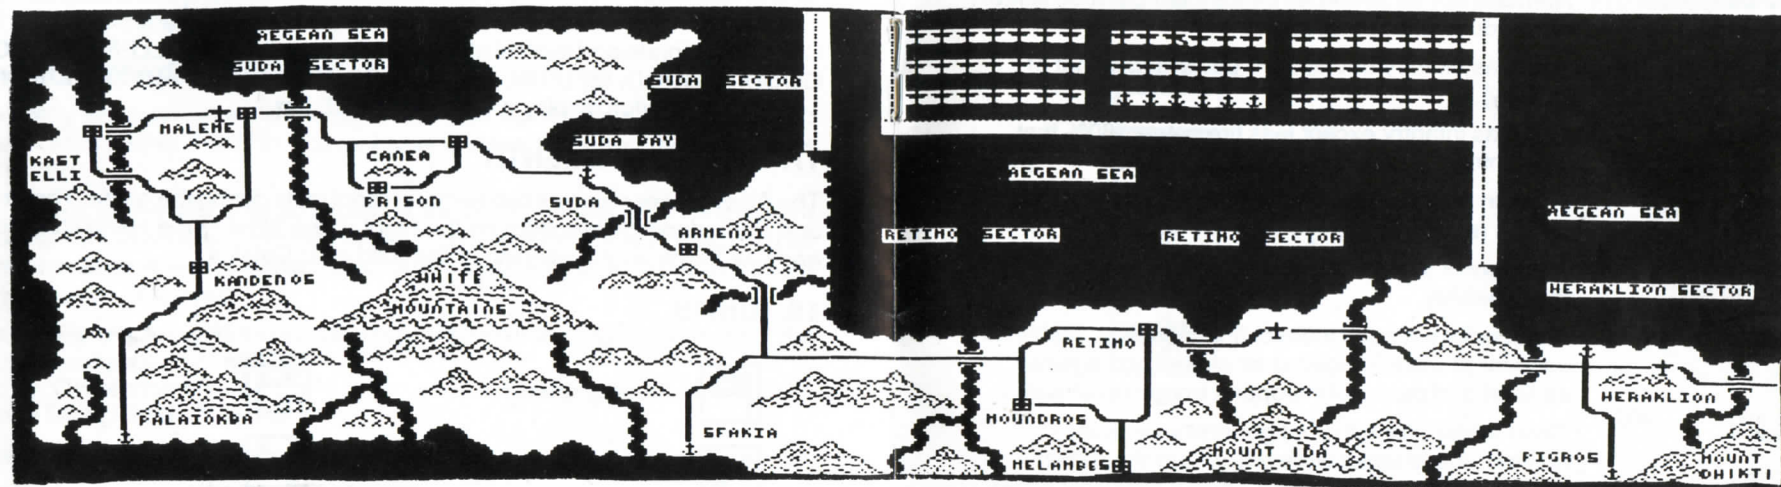 AEGEAN SEA
SUDA SECTOR
SUDA SECTOR
MALEME
SUDA BAY
KAST
ELLI
CANEA
PRISON
SUDA
ARMENOI
AEGEAN SEA
RETIMO SECTOR
RETIMO SECTOR
AEGEAN SEA
HERAKLION SECTOR
KANDENOS
WHITE
MOUNTAINS
RETIMO
PALAIOKDA
SFAKIA
MOUNDROS
MELAMBES
MOUNT IDA
HERAKLION
PIGROS
MOUNT
DHIKTI